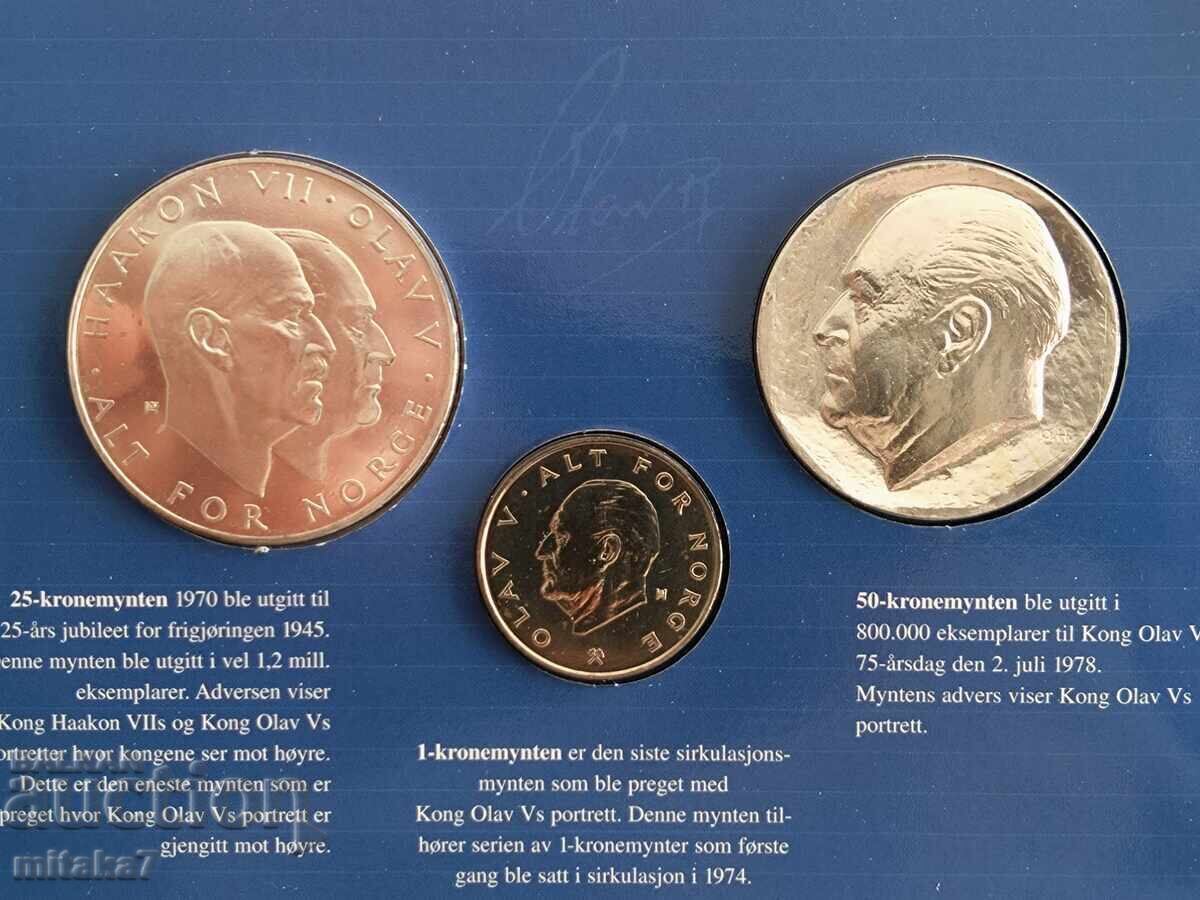 HAAKON VII · OLAV V ·
· ALT FOR NORGE ·
OLAV V · ALT FOR NORGE
25-kronemynten 1970 ble utgitt til
25-års jubileet for frigjøringen 1945.
Denne mynten ble utgitt i vel 1,2 mill.
eksemplarer. Adversen viser
Kong Haakon VIIs og Kong Olav Vs
portretter hvor kongene ser mot høyre.
Dette er den eneste mynten som er
preget hvor Kong Olav Vs portrett er
gjengitt mot høyre.
1-kronemynten er den siste sirkulasjons-
mynten som ble preget med
Kong Olav Vs portrett. Denne mynten til-
hører serien av 1-kronemynter som første
gang ble satt i sirkulasjon i 1974.
50-kronemynten ble utgitt i
800.000 eksemplarer til Kong Olav V
75-årsdag den 2. juli 1978.
Myntens advers viser Kong Olav Vs
portrett.
BALKAN
auction
mitaka7